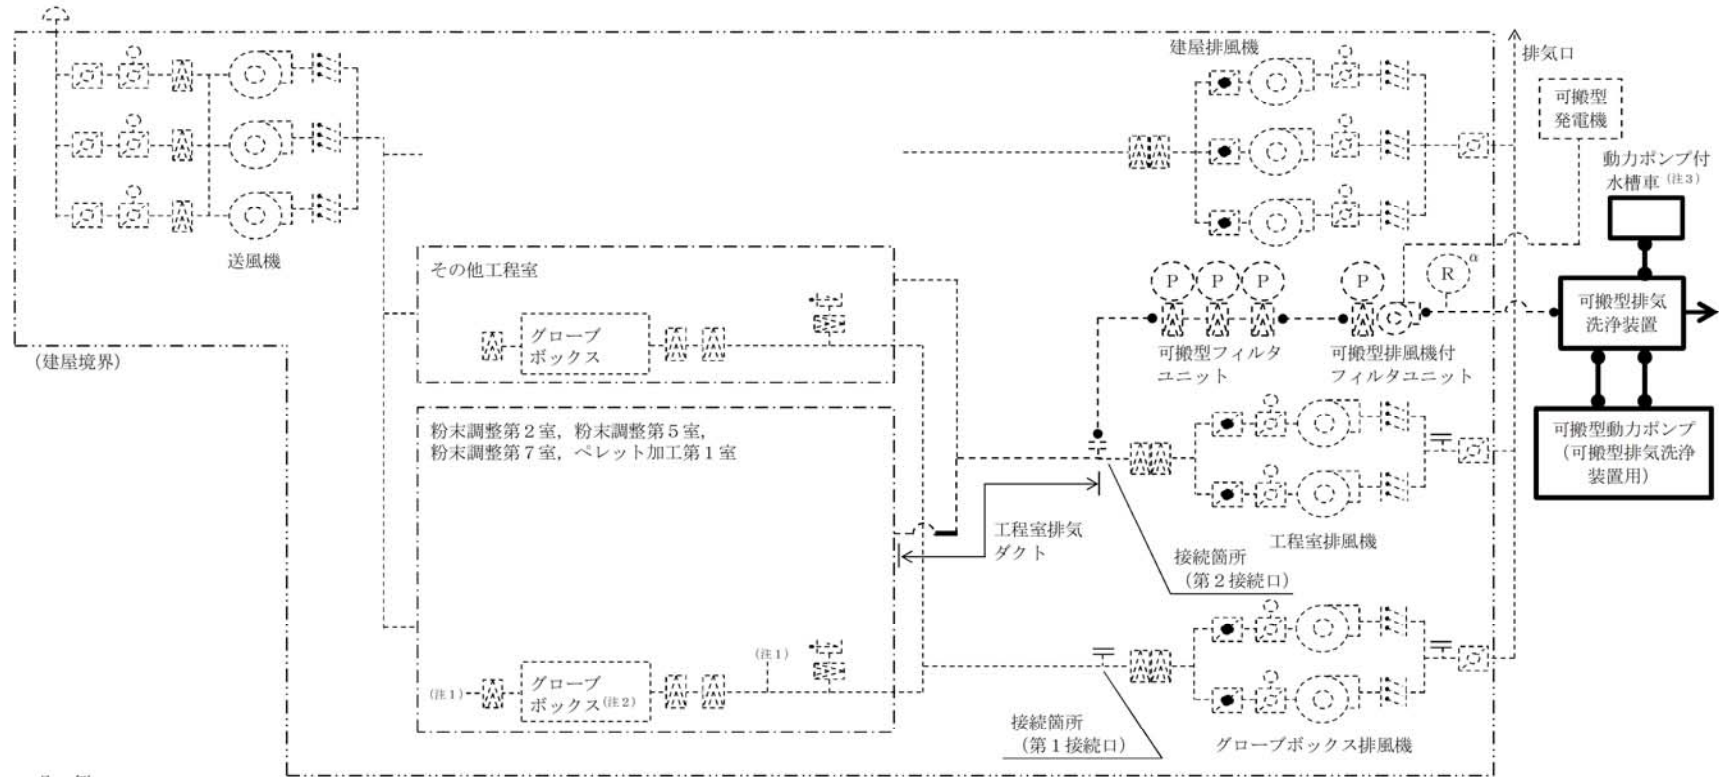 建屋排風機
排気口
可搬型
発電機
動力ポンプ付
水槽車(注3)
送風機
その他工程室
P
P
P
P
R
α
可搬型排気
洗浄装置
グローブ
ボックス
(建屋境界)
可搬型フィルタ
ユニット
可搬型排風機付
フィルタユニット
粉末調整第2室,粉末調整第5室,
粉末調整第7室,ペレット加工第1室
可搬型動力ポンプ
(可搬型排気洗浄
装置用)
工程室排気
ダクト
工程室排風機
接続箇所
(第2接続口)
(注1)
(注1)
グローブ
ボックス(注2)
接続箇所
(第1接続口)
グローブボックス排風機